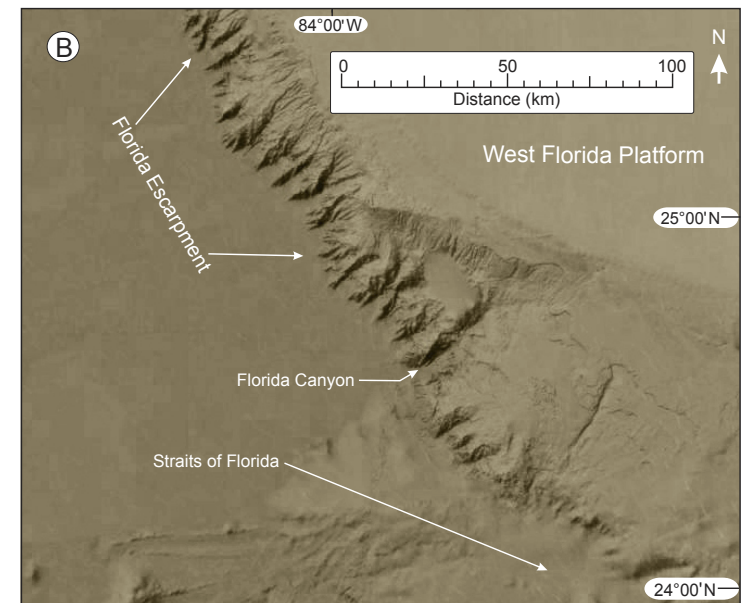 B
84°00'W
N
0 50 100
Distance (km)
Florida Escarpment
West Florida Platform
25°00'N
Florida Canyon
Straits of Florida
24°00'N